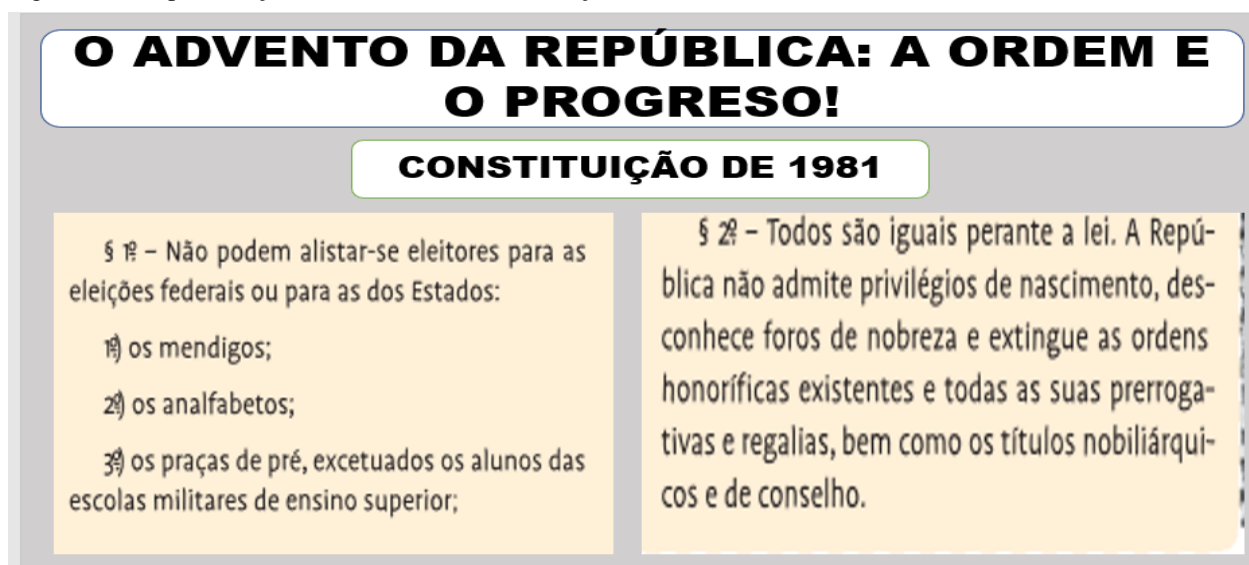 O ADVENTO DA REPÚBLICA: A ORDEM E
O PROGRESO!
CONSTITUIÇÃO DE 1981
§ 1º – Não podem alistar-se eleitores para as
eleições federais ou para as dos Estados:
1º) os mendigos;
2º) os analfabetos;
3º) os praças de pré, excetuados os alunos das
escolas militares de ensino superior;
§ 2º – Todos são iguais perante a lei. A Repú-
blica não admite privilégios de nascimento, des-
conhece foros de nobreza e extingue as ordens
honoríficas existentes e todas as suas prerroga-
tivas e regalias, bem como os títulos nobiliárqui-
cos e de conselho.